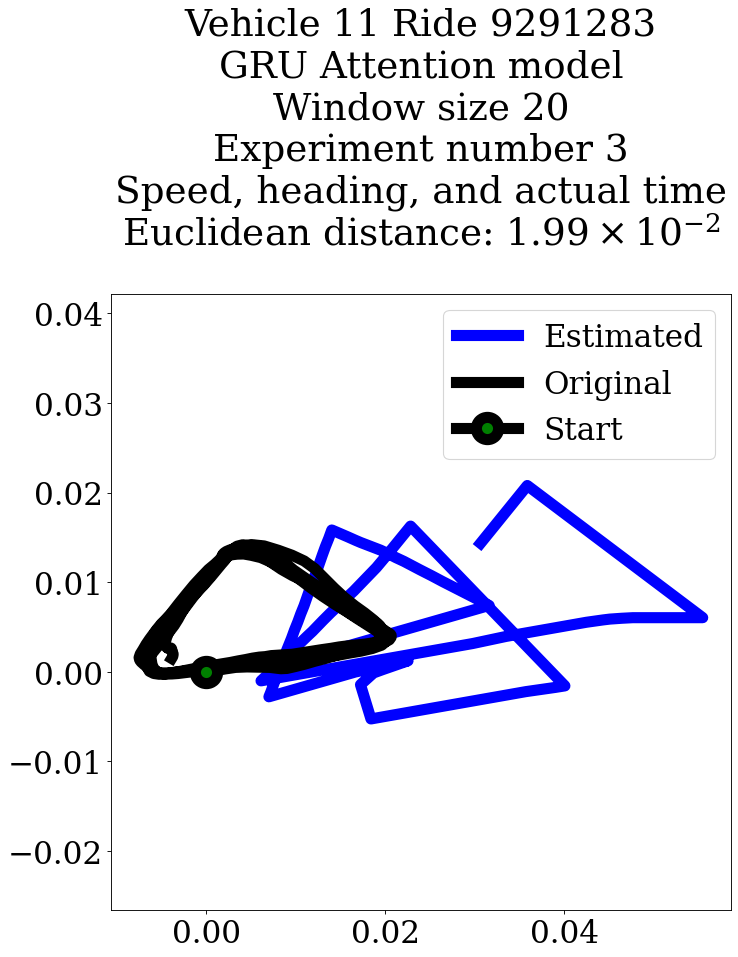 Vehicle 11 Ride 9291283
GRU Attention model
Window size 20
Experiment number 3
Speed, heading, and actual time
Euclidean distance: 1.99 × 10⁻²
0.04
0.03
0.02
0.01
0.00
−0.01
−0.02
Estimated
Original
Start
0.00 0.02 0.04